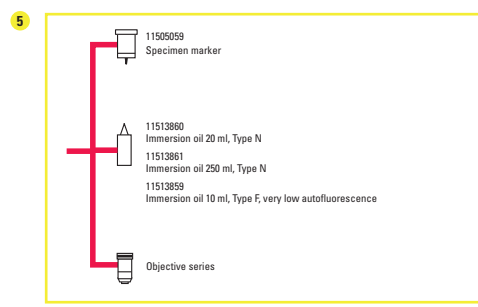 5
11505059
Specimen marker
11513860
Immersion oil 20 ml, Type N
11513861
Immersion oil 250 ml, Type N
11513859
Immersion oil 10 ml, Type F, very low autofluorescence
Objective series